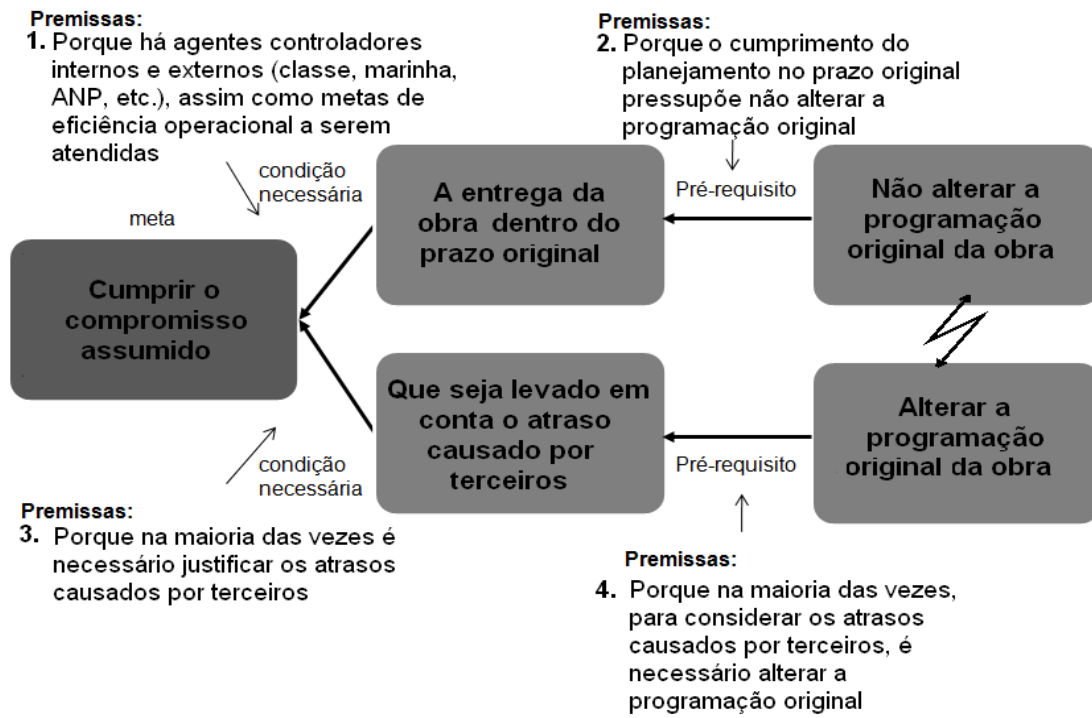 Premissas:
1. Porque há agentes controladores
internos e externos (classe, marinha,
ANP, etc.), assim como metas de
eficiência operacional a serem
atendidas
Premissas:
2. Porque o cumprimento do
planejamento no prazo original
pressupõe não alterar a
programação original
condição
necessária
meta
A entrega da
obra dentro do
prazo original
Pré-requisito
Não alterar a
programação
original da obra
Cumprir o
compromisso
assumido
Que seja levado em
conta o atraso
causado por
terceiros
Pré-requisito
Alterar a
programação
original da obra
condição
necessária
Premissas:
3. Porque na maioria das vezes é
necessário justificar os atrasos
causados por terceiros
Premissas:
4. Porque na maioria das vezes,
para considerar os atrasos
causados por terceiros, é
necessário alterar a
programação original